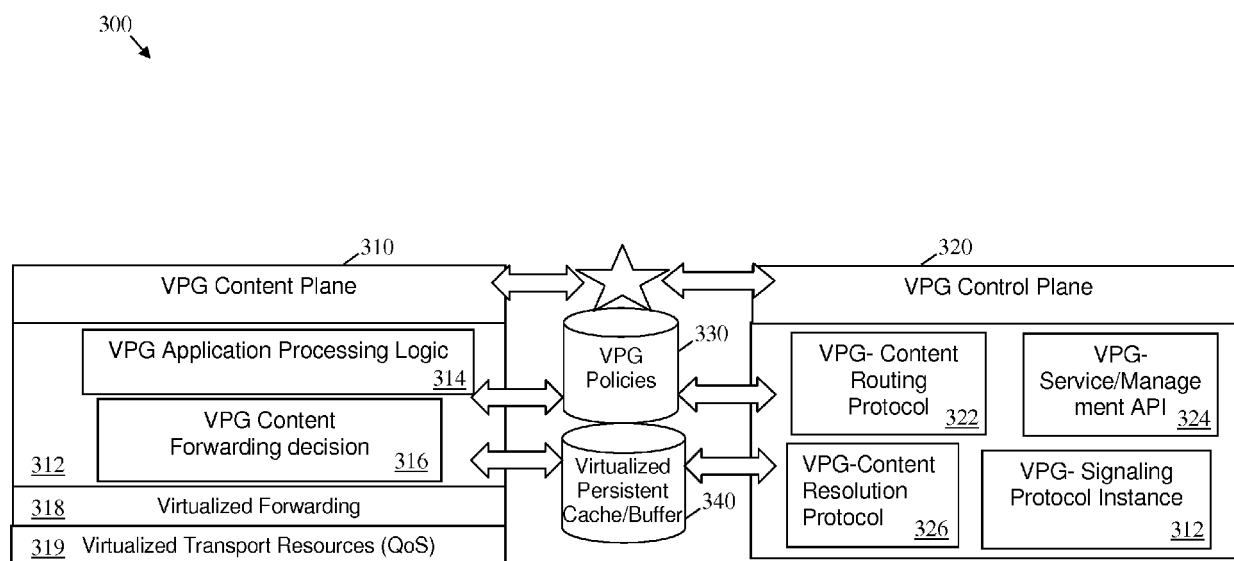 300
310
320
VPG Content Plane
VPG Control Plane
VPG Application Processing Logic
314
VPG Content
Forwarding decision
316
312
318
Virtualized Forwarding
319
Virtualized Transport Resources (QoS)
330
VPG
Policies
Virtualized
Persistent
Cache/Buffer
340
VPG- Content
Routing
Protocol
322
VPG-
Service/Manage
ment API
324
VPG-Content
Resolution
Protocol
326
VPG- Signaling
Protocol Instance
312